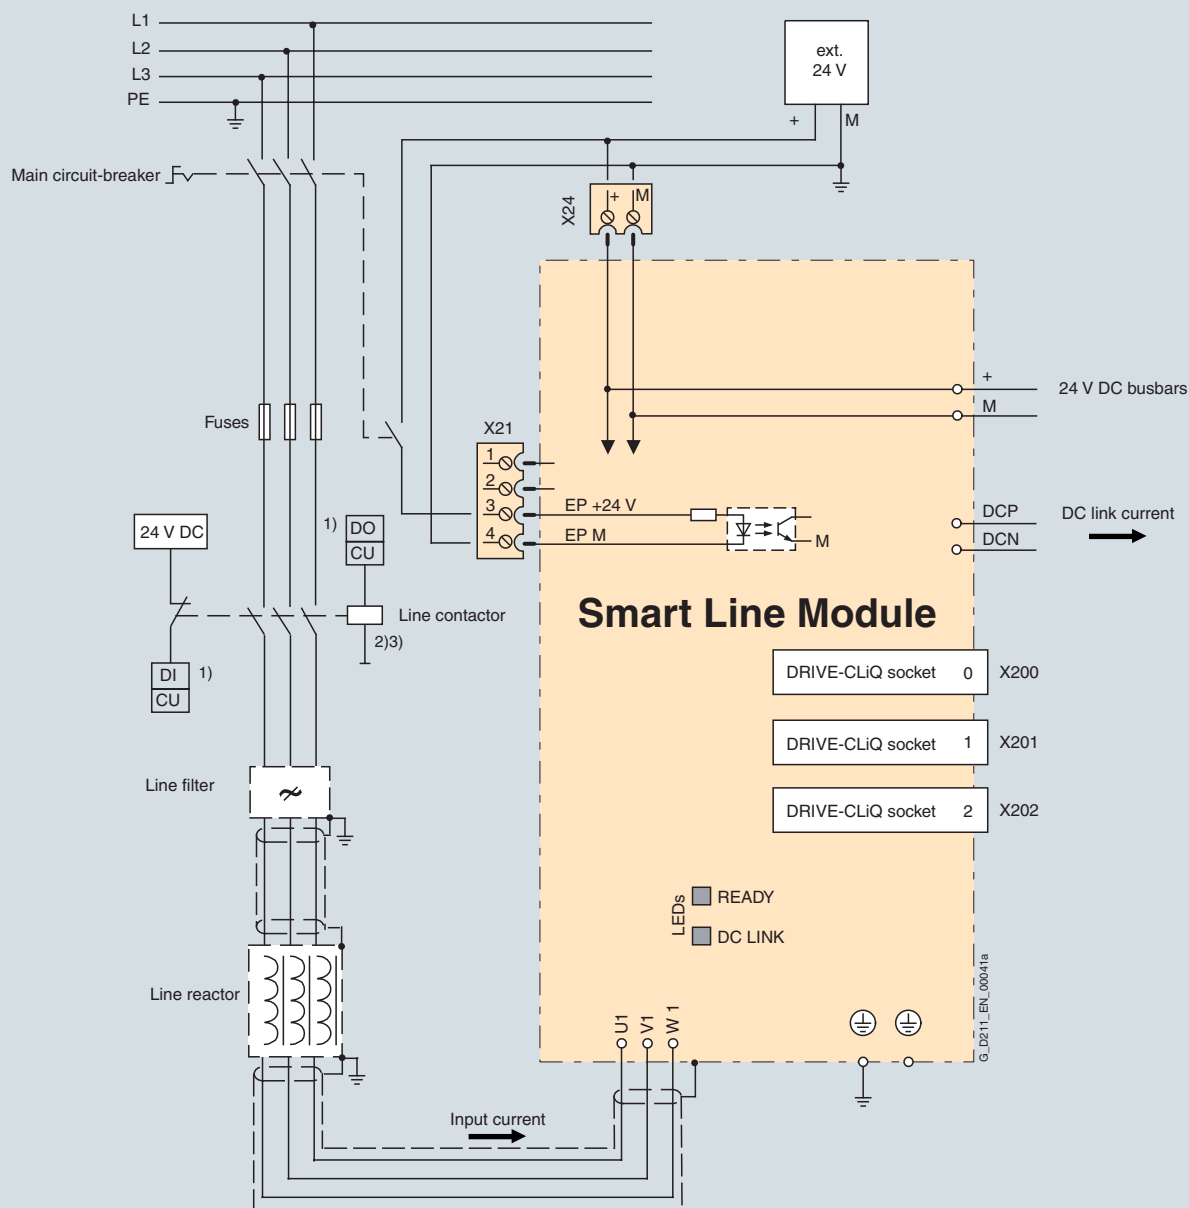 L1
L2
L3
PE
ext.
24 V
+
M
Main circuit-breaker
X24
+
M
+
24 V DC busbars
M
Fuses
X21
1
2
3
EP +24 V
4
EP M
M
DCP
DC link current
DCN
24 V DC
1)
DO
CU
Line contactor
2)3)
DI
1)
CU
Smart Line Module
DRIVE-CLiQ socket 0
X200
DRIVE-CLiQ socket 1
X201
DRIVE-CLiQ socket 2
X202
Line filter
LEDs
READY
DC LINK
Line reactor
U1
V1
W 1
G_D211_EN_00041a
Input current